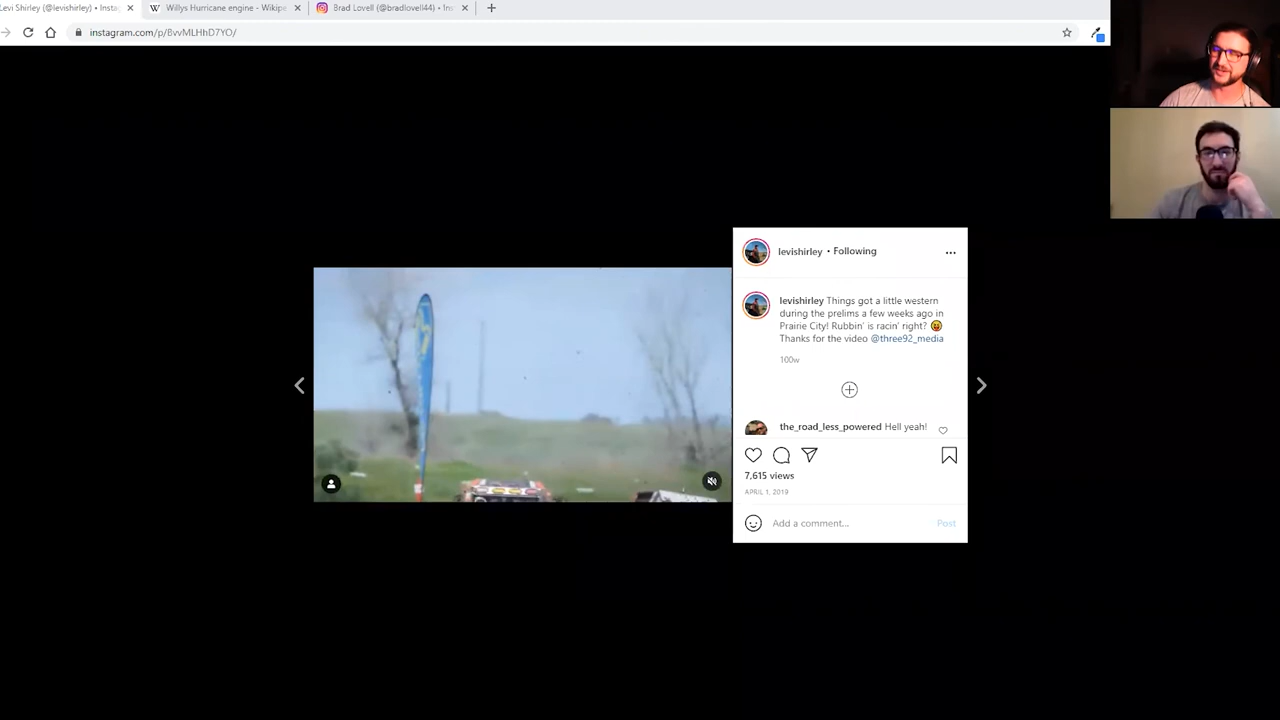 Levi Shirley (@levishirley) • Instag
Willys Hurricane engine - Wikipe
Brad Lovell (@bradlovell44) • Ins
instagram.com/p/BvvMLHhD7YO/
levishirley • Following
levishirley Things got a little western
during the prelims a few weeks ago in
Prairie City! Rubbin' is racin' right? 😝
Thanks for the video @three92_media
100w
the_road_less_powered Hell yeah!
7,615 views
APRIL 1, 2019
Add a comment...
Post